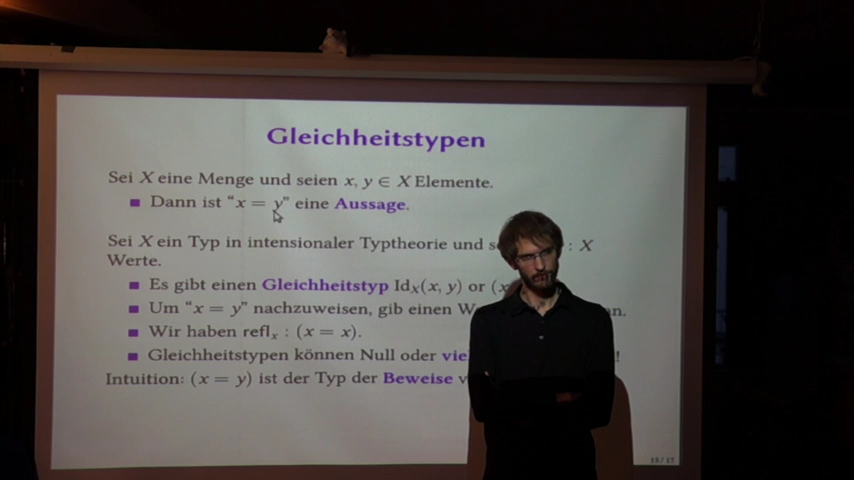 Gleichheitstypen
Sei X eine Menge und seien x, y ∈ X Elemente.
■ Dann ist “x = y” eine Aussage.
Sei X ein Typ in intensionaler Typtheorie und : X
Werte.
■ Es gibt einen Gleichheitstyp Id_X(x, y) or (x
■ Um “x = y” nachzuweisen, gib einen
■ Wir haben refl_x : (x = x).
■ Gleichheitstypen können Null oder !
Intuition: (x = y) ist der Typ der Beweise
13 / 17